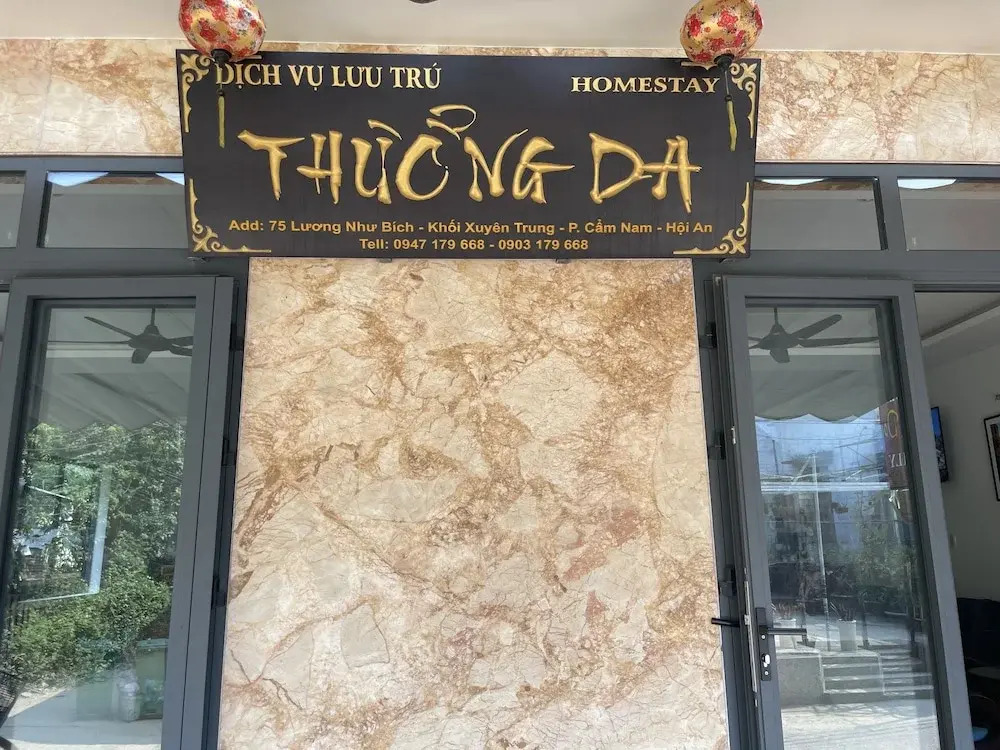 DỊCH VỤ LƯU TRÚ HOMESTAY
THƯỞNG DA
Add: 75 Lương Như Bích - Khối Xuyên Trung - P. Cẩm Nam - Hội An
Tell: 0947 179 668 - 0903 179 668